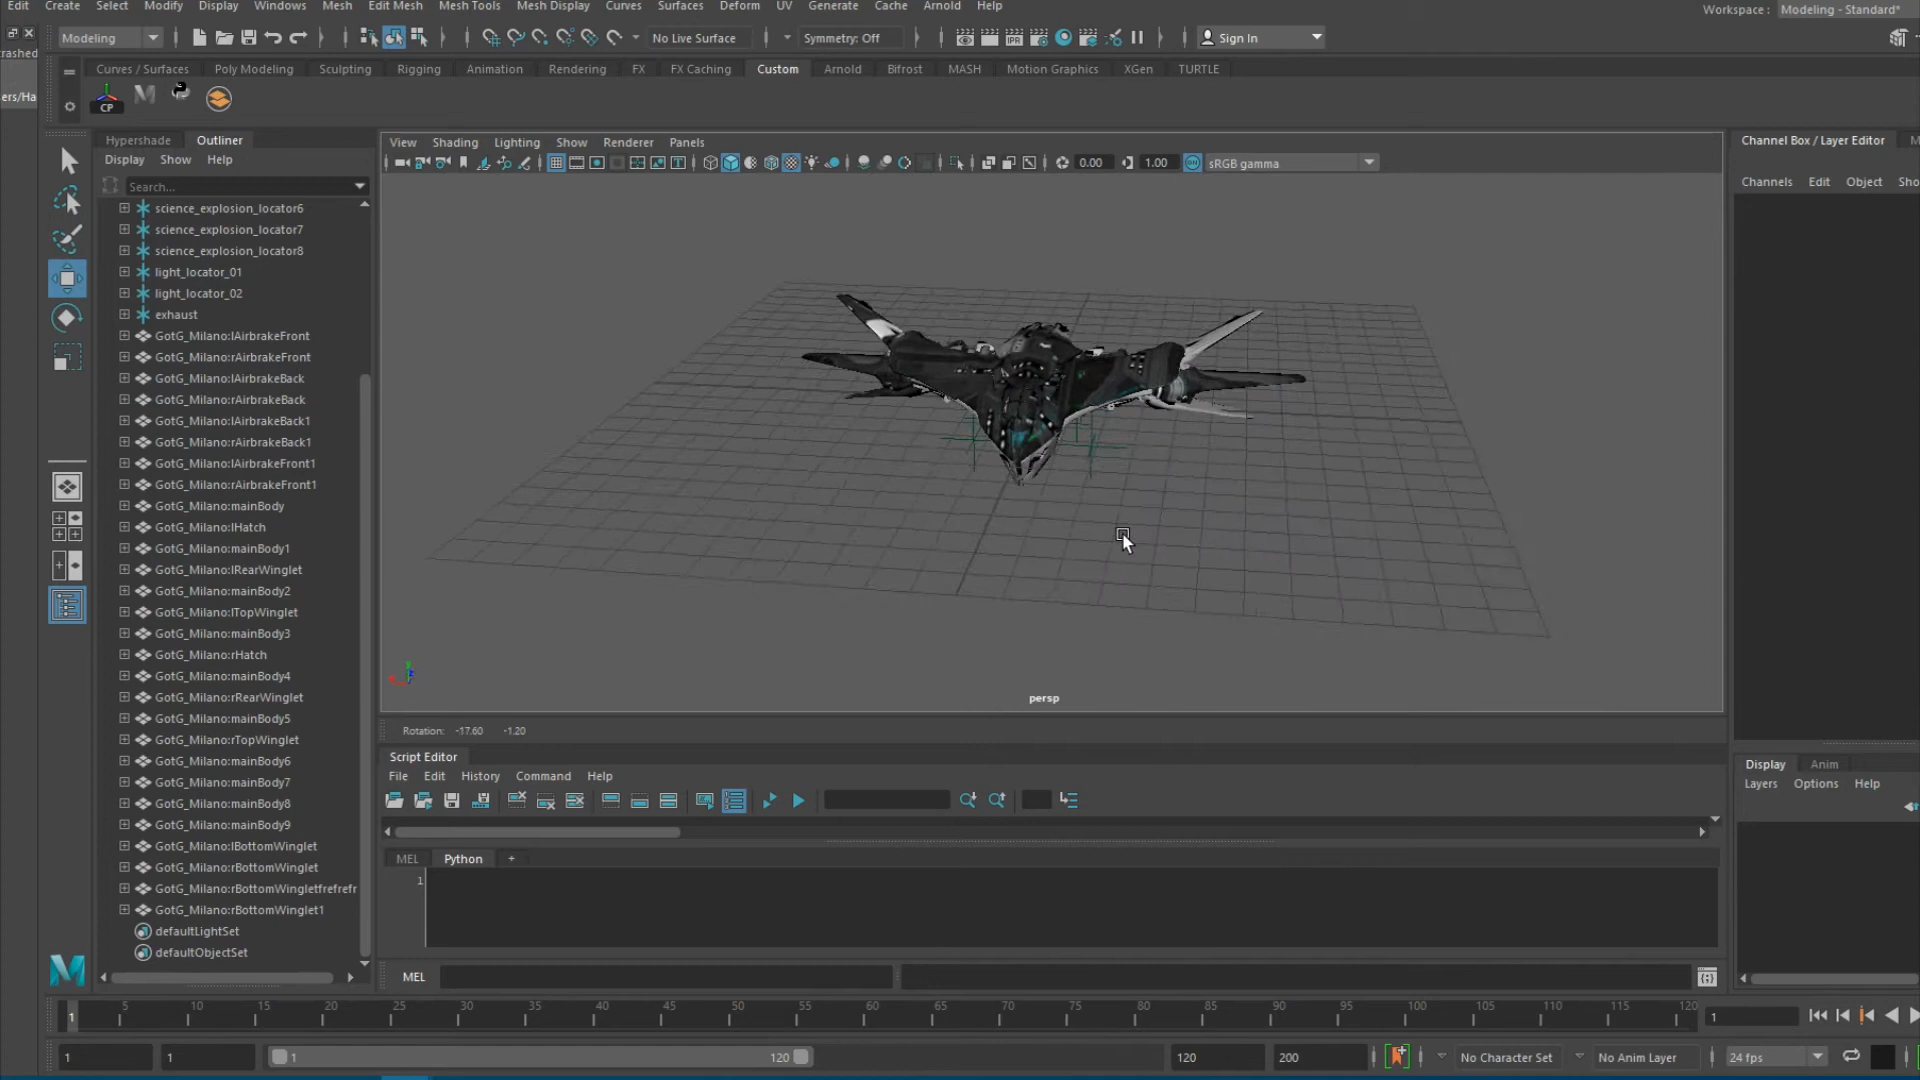 Edit Create Select Modify Display Windows Mesh Edit Mesh Mesh Tools Mesh Display Curves Surfaces Deform UV Generate Cache Arnold Help Workspace : Modeling - Standard*
Modeling No Live Surface Symmetry: Off Sign In
rashed
Curves / Surfaces Poly Modeling Sculpting Rigging Animation Rendering FX FX Caching Custom Arnold Bifrost MASH Motion Graphics XGen TURTLE
ers/Ha
CP
Hypershade Outliner
Display Show Help
Search...
science_explosion_locator6
science_explosion_locator7
science_explosion_locator8
light_locator_01
light_locator_02
exhaust
GotG_Milano:lAirbrakeFront
GotG_Milano:rAirbrakeFront
GotG_Milano:lAirbrakeBack
GotG_Milano:rAirbrakeBack
GotG_Milano:lAirbrakeBack1
GotG_Milano:rAirbrakeBack1
GotG_Milano:lAirbrakeFront1
GotG_Milano:rAirbrakeFront1
GotG_Milano:mainBody
GotG_Milano:lHatch
GotG_Milano:mainBody1
GotG_Milano:lRearWinglet
GotG_Milano:mainBody2
GotG_Milano:lTopWinglet
GotG_Milano:mainBody3
GotG_Milano:rHatch
GotG_Milano:mainBody4
GotG_Milano:rRearWinglet
GotG_Milano:mainBody5
GotG_Milano:rTopWinglet
GotG_Milano:mainBody6
GotG_Milano:mainBody7
GotG_Milano:mainBody8
GotG_Milano:mainBody9
GotG_Milano:lBottomWinglet
GotG_Milano:rBottomWinglet
GotG_Milano:rBottomWingletfrefrefr
GotG_Milano:rBottomWinglet1
defaultLightSet
defaultObjectSet
View Shading Lighting Show Renderer Panels
IPR
0.00 1.00 ON sRGB gamma
y
persp
Rotation: -17.60 -1.20
Script Editor
File Edit History Command Help
MEL Python +
1
MEL
Channel Box / Layer Editor M
Channels Edit Object Sho
Display Anim
Layers Options Help
1 5 10 15 20 25 30 35 40 45 50 55 60 65 70 75 80 85 90 95 100 105 110 115 120 1
1 1 1 120 120 200 No Character Set No Anim Layer 24 fps